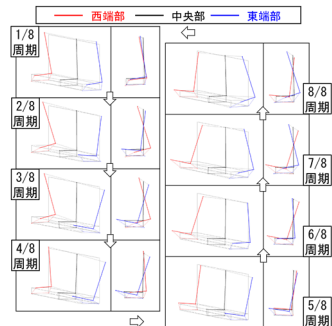 西端部 中央部 東端部
1/8
周期
2/8
周期
3/8
周期
4/8
周期
8/8
周期
7/8
周期
6/8
周期
5/8
周期